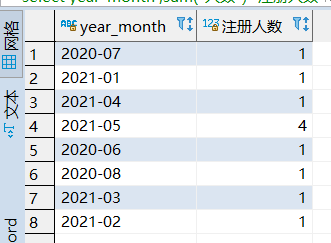 select year_month ,sum(
网格
文本
ord
ABC year_month 123 注册人数
1 2020-07 1
2 2021-01 1
3 2021-04 1
4 2021-05 4
5 2020-06 1
6 2020-08 1
7 2021-03 1
8 2021-02 1